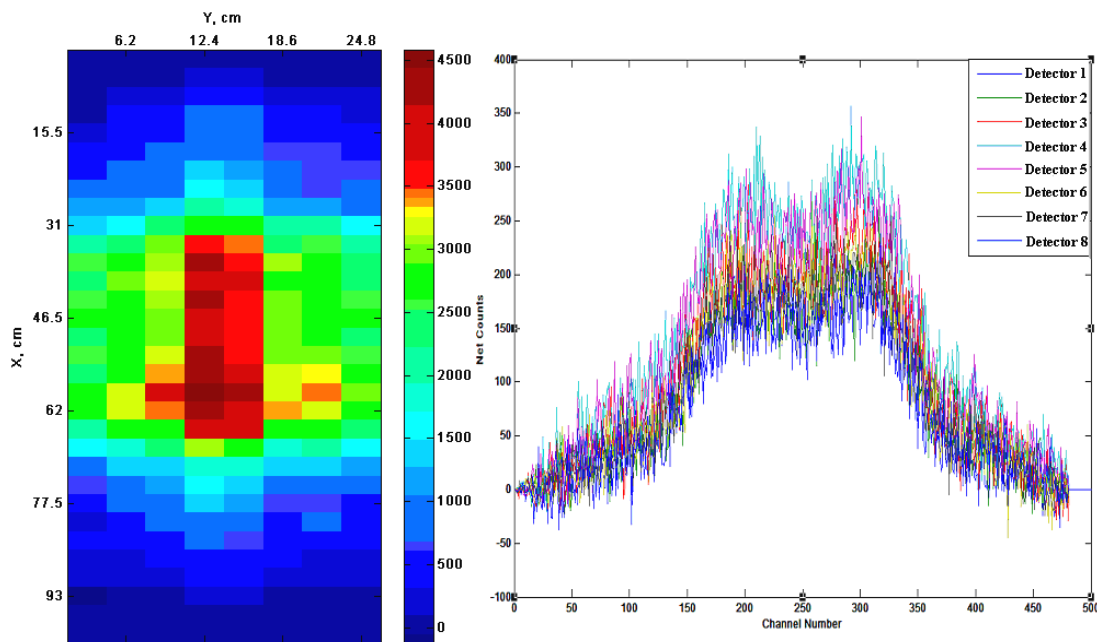 Y, cm
6.2 12.4 18.6 24.8
X, cm
15.5
31
46.5
62
77.5
93
4500
4000
3500
3000
2500
2000
1500
1000
500
0
Net Counts
400
350
300
250
200
150
100
50
0
-50
-100
0 50 100 150 200 250 300 350 400 450 500
Channel Number
Detector 1
Detector 2
Detector 3
Detector 4
Detector 5
Detector 6
Detector 7
Detector 8